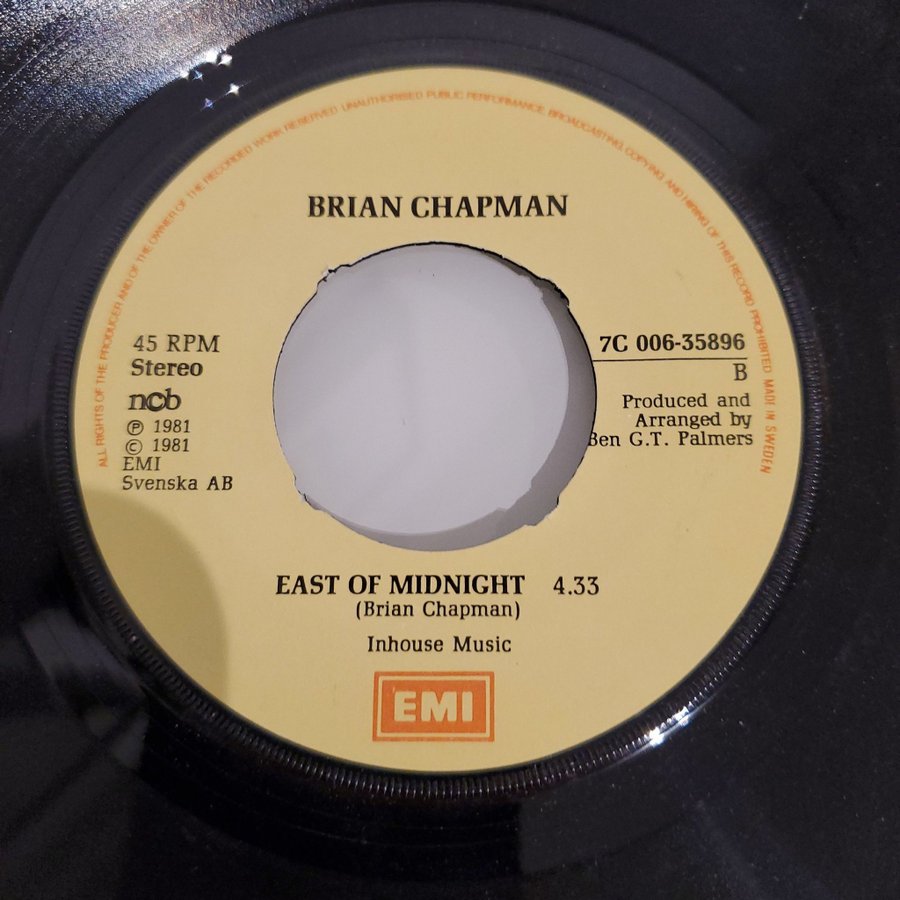 ALL RIGHTS OF THE PRODUCER AND OF THE OWNER OF THE RECORDED WORK RESERVED UNAUTHORISED PUBLIC PERFORMANCE BROADCASTING, COPYING AND HIRING OF THIS RECORD PROHIBITED MADE IN SWEDEN
BRIAN CHAPMAN
45 RPM
Stereo
ncb
℗ 1981
© 1981
EMI
Svenska AB
7C 006-35896
B
Produced and
Arranged by
Ben G.T. Palmers
EAST OF MIDNIGHT 4.33
(Brian Chapman)
Inhouse Music
EMI